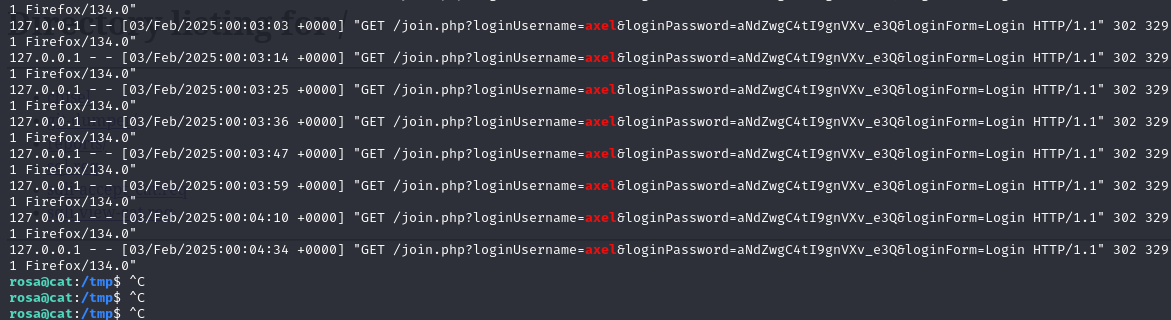 1 Firefox/134.0"
127.0.0.1 - - [03/Feb/2025:00:03:03 +0000] "GET /join.php?loginUsername=axel&loginPassword=aNdZwgC4tI9gnVXv_e3Q&loginForm=Login HTTP/1.1" 302 329
1 Firefox/134.0"
127.0.0.1 - - [03/Feb/2025:00:03:14 +0000] "GET /join.php?loginUsername=axel&loginPassword=aNdZwgC4tI9gnVXv_e3Q&loginForm=Login HTTP/1.1" 302 329
1 Firefox/134.0"
127.0.0.1 - - [03/Feb/2025:00:03:25 +0000] "GET /join.php?loginUsername=axel&loginPassword=aNdZwgC4tI9gnVXv_e3Q&loginForm=Login HTTP/1.1" 302 329
1 Firefox/134.0"
127.0.0.1 - - [03/Feb/2025:00:03:36 +0000] "GET /join.php?loginUsername=axel&loginPassword=aNdZwgC4tI9gnVXv_e3Q&loginForm=Login HTTP/1.1" 302 329
1 Firefox/134.0"
127.0.0.1 - - [03/Feb/2025:00:03:47 +0000] "GET /join.php?loginUsername=axel&loginPassword=aNdZwgC4tI9gnVXv_e3Q&loginForm=Login HTTP/1.1" 302 329
1 Firefox/134.0"
127.0.0.1 - - [03/Feb/2025:00:03:59 +0000] "GET /join.php?loginUsername=axel&loginPassword=aNdZwgC4tI9gnVXv_e3Q&loginForm=Login HTTP/1.1" 302 329
1 Firefox/134.0"
127.0.0.1 - - [03/Feb/2025:00:04:10 +0000] "GET /join.php?loginUsername=axel&loginPassword=aNdZwgC4tI9gnVXv_e3Q&loginForm=Login HTTP/1.1" 302 329
1 Firefox/134.0"
127.0.0.1 - - [03/Feb/2025:00:04:34 +0000] "GET /join.php?loginUsername=axel&loginPassword=aNdZwgC4tI9gnVXv_e3Q&loginForm=Login HTTP/1.1" 302 329
1 Firefox/134.0"
rosa@cat:/tmp$ ^C
rosa@cat:/tmp$ ^C
rosa@cat:/tmp$ ^C
Directory listing for /